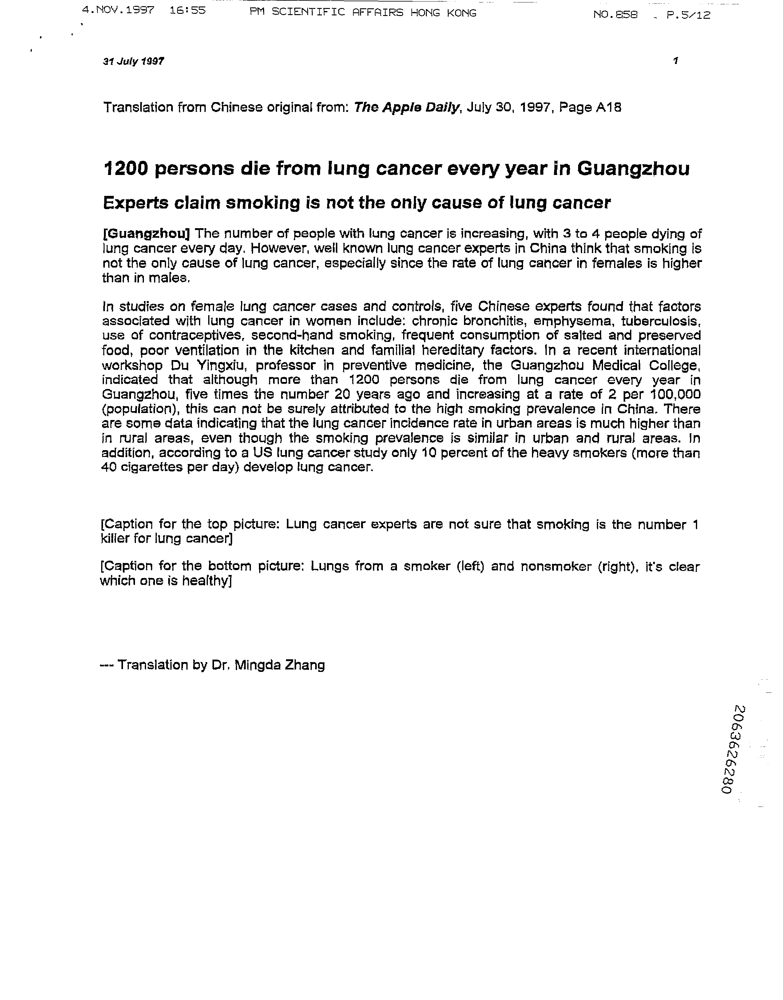 4.NOV.1997 16:55 PM SCIENTIFIC AFFAIRS HONG KONG NO.858 P.5/12
31 July 1997 1
Translation from Chinese original from: The Apple Daily, July 30, 1997, Page A18
1200 persons die from lung cancer every year in Guangzhou
Experts claim smoking is not the only cause of lung cancer
[Guangzhou] The number of people with lung cancer is increasing, with 3 to 4 people dying of
lung cancer every day. However, well known lung cancer experts in China think that smoking is
not the only cause of lung cancer, especially since the rate of lung cancer in females is higher
than in males.
In studies on female lung cancer cases and controls, five Chinese experts found that factors
associated with lung cancer in women include: chronic bronchitis, emphysema, tuberculosis,
use of contraceptives, second-hand smoking, frequent consumption of salted and preserved
food, poor ventilation in the kitchen and familial hereditary factors. In a recent international
workshop Du Yingxiu, professor in preventive medicine, the Guangzhou Medical College,
indicated that although more than 1200 persons die from lung cancer every year in
Guangzhou, five times the number 20 years ago and increasing at a rate of 2 per 100,000
(population), this can not be surely attributed to the high smoking prevalence in China. There
are some data indicating that the lung cancer incidence rate in urban areas is much higher than
in rural areas, even though the smoking prevalence is similar in urban and rural areas. In
addition, according to a US lung cancer study only 10 percent of the heavy smokers (more than
40 cigarettes per day) develop lung cancer.
[Caption for the top picture: Lung cancer experts are not sure that smoking is the number 1
killer for lung cancer]
[Caption for the bottom picture: Lungs from a smoker (left) and nonsmoker (right), it's clear
which one is healthy]
--- Translation by Dr. Mingda Zhang
2063626280